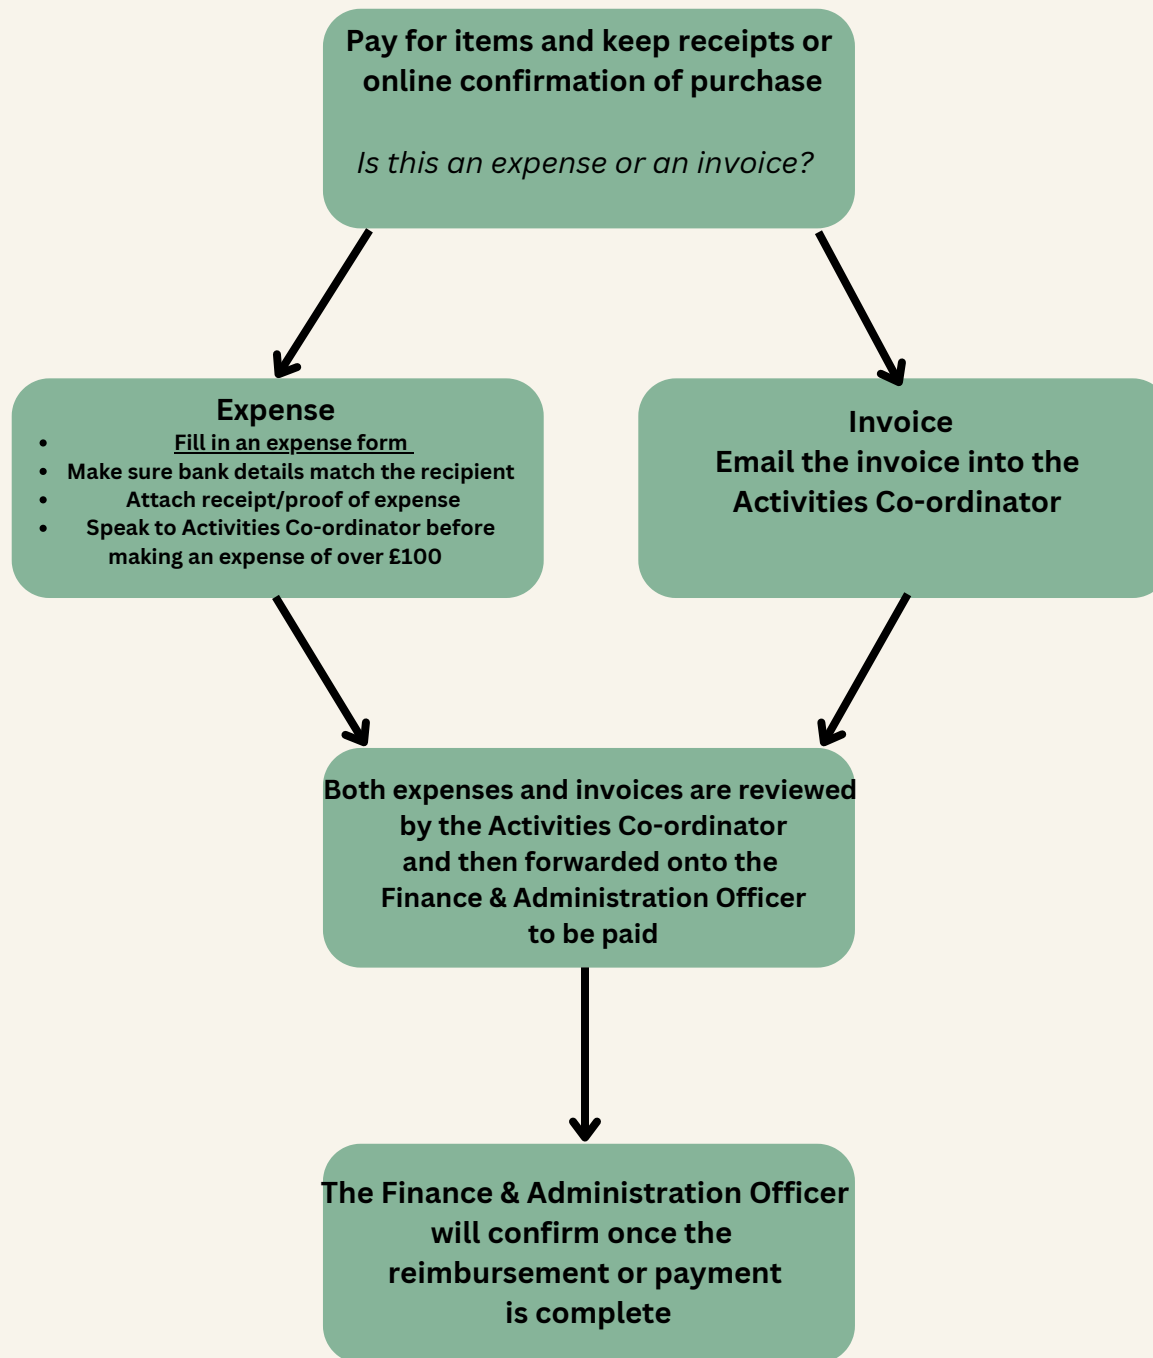 Pay for items and keep receipts or
online confirmation of purchase
Is this an expense or an invoice?
Expense
• Fill in an expense form
• Make sure bank details match the recipient
• Attach receipt/proof of expense
• Speak to Activities Co-ordinator before
making an expense of over £100
Invoice
Email the invoice into the
Activities Co-ordinator
Both expenses and invoices are reviewed
by the Activities Co-ordinator
and then forwarded onto the
Finance & Administration Officer
to be paid
The Finance & Administration Officer
will confirm once the
reimbursement or payment
is complete